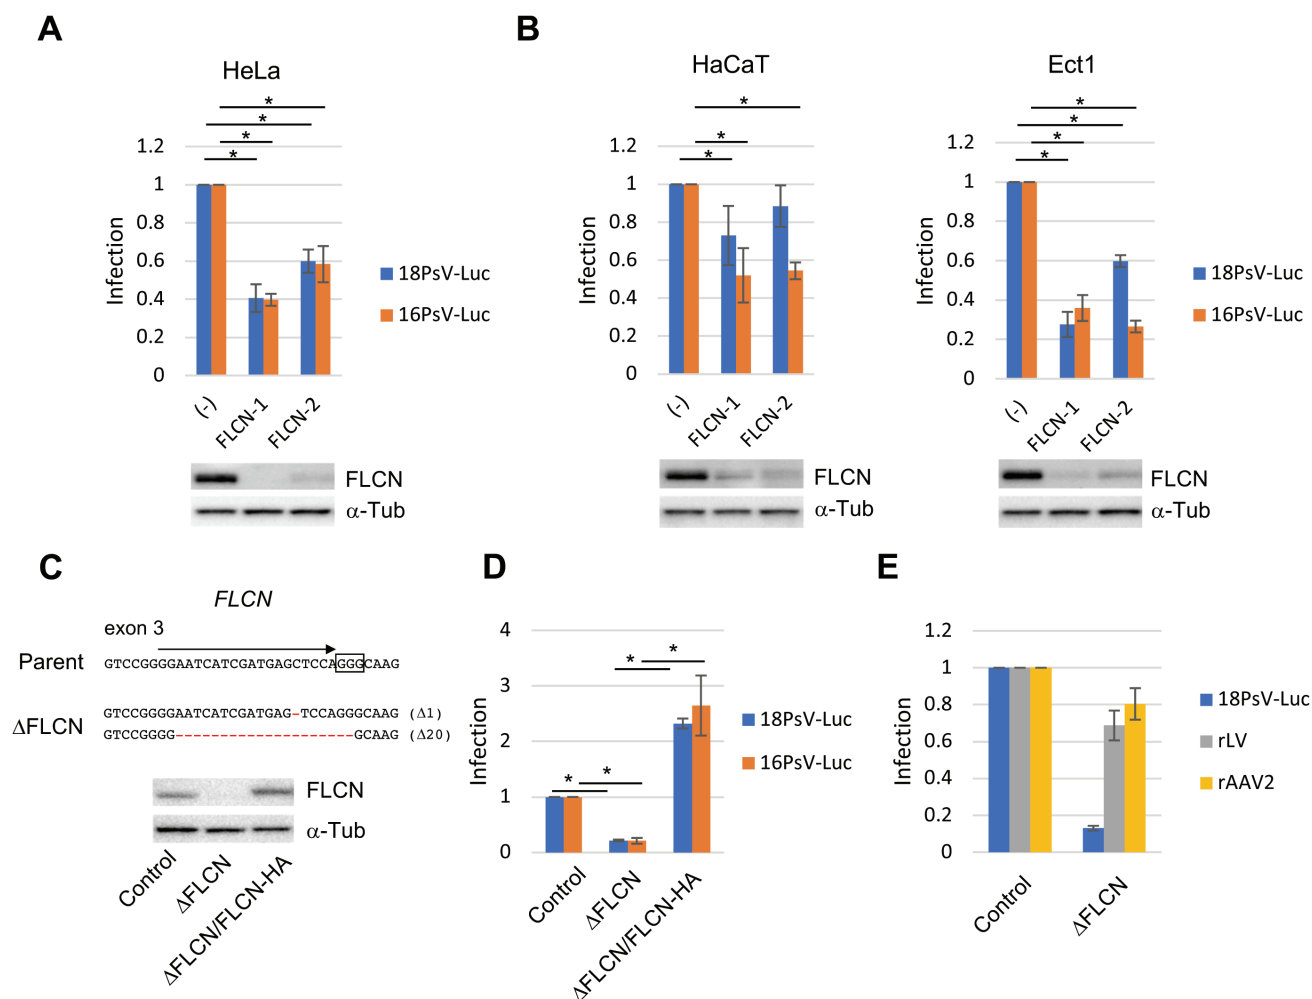 A
HeLa
* 
*
*
*
1.2
1
0.8
0.6
0.4
0.2
0
Infection
18PsV-Luc
16PsV-Luc
(-)
FLCN-1
FLCN-2
FLCN
α-Tub
B
HaCaT
*
*
*
1.2
1
0.8
0.6
0.4
0.2
0
Infection
(-)
FLCN-1
FLCN-2
FLCN
α-Tub
Ect1
*
*
*
*
1.2
1
0.8
0.6
0.4
0.2
0
Infection
18PsV-Luc
16PsV-Luc
(-)
FLCN-1
FLCN-2
FLCN
α-Tub
C
FLCN
exon 3
Parent GTCCGGGGAATCATCGATGAGCTCCAGGGCAAG
ΔFLCN
GTCCGGGGAATCATCGATGAG-TCCAGGGCAAG (Δ1)
GTCCGGGG--------------------GCAAG (Δ20)
FLCN
α-Tub
Control
ΔFLCN
ΔFLCN/FLCN-HA
D
4
3
2
1
0
Infection
* *
* *
18PsV-Luc
16PsV-Luc
Control
ΔFLCN
ΔFLCN/FLCN-HA
E
1.2
1
0.8
0.6
0.4
0.2
0
Infection
18PsV-Luc
rLV
rAAV2
Control
ΔFLCN